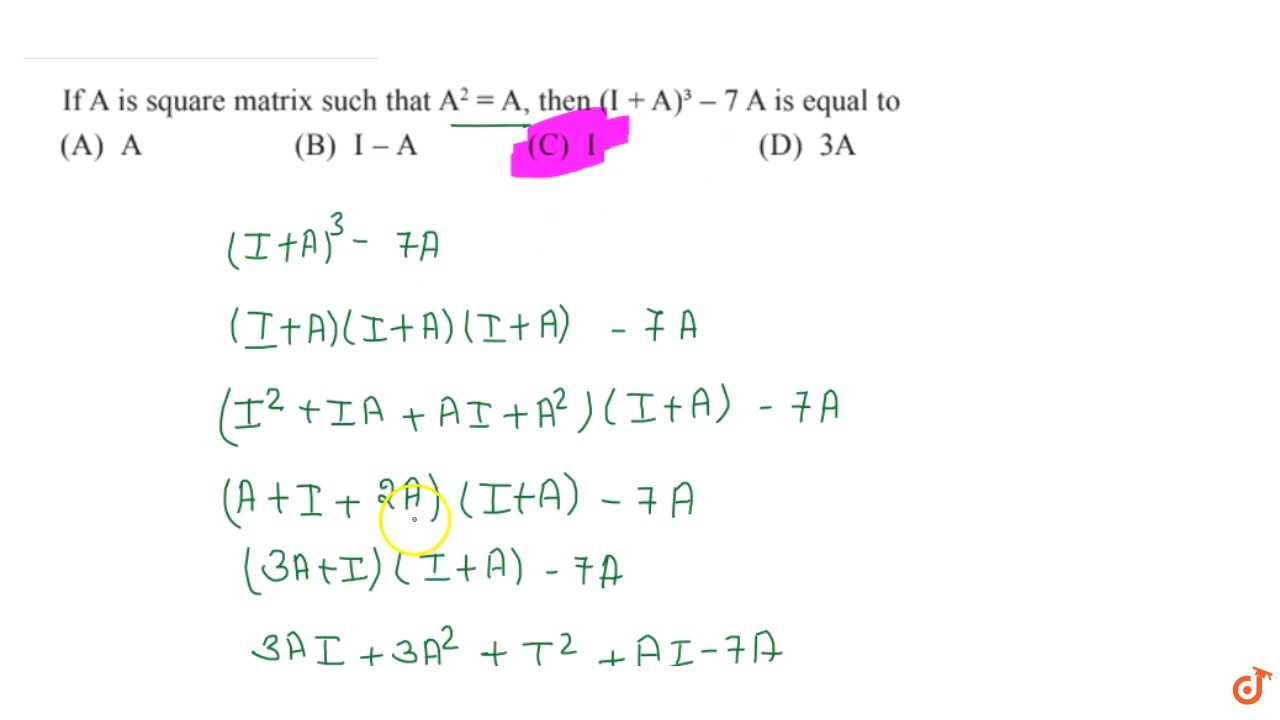 If A is square matrix such that A² = A, then (I + A)³ – 7 A is equal to
(A) A (B) I – A (C) I (D) 3A
(I+A)³ - 7A
(I+A)(I+A)(I+A) - 7A
(I² + IA + AI + A²)(I+A) - 7A
(A+I+2A)(I+A) - 7A
(3A+I)(I+A) - 7A
3AI + 3A² + I² + AI - 7A